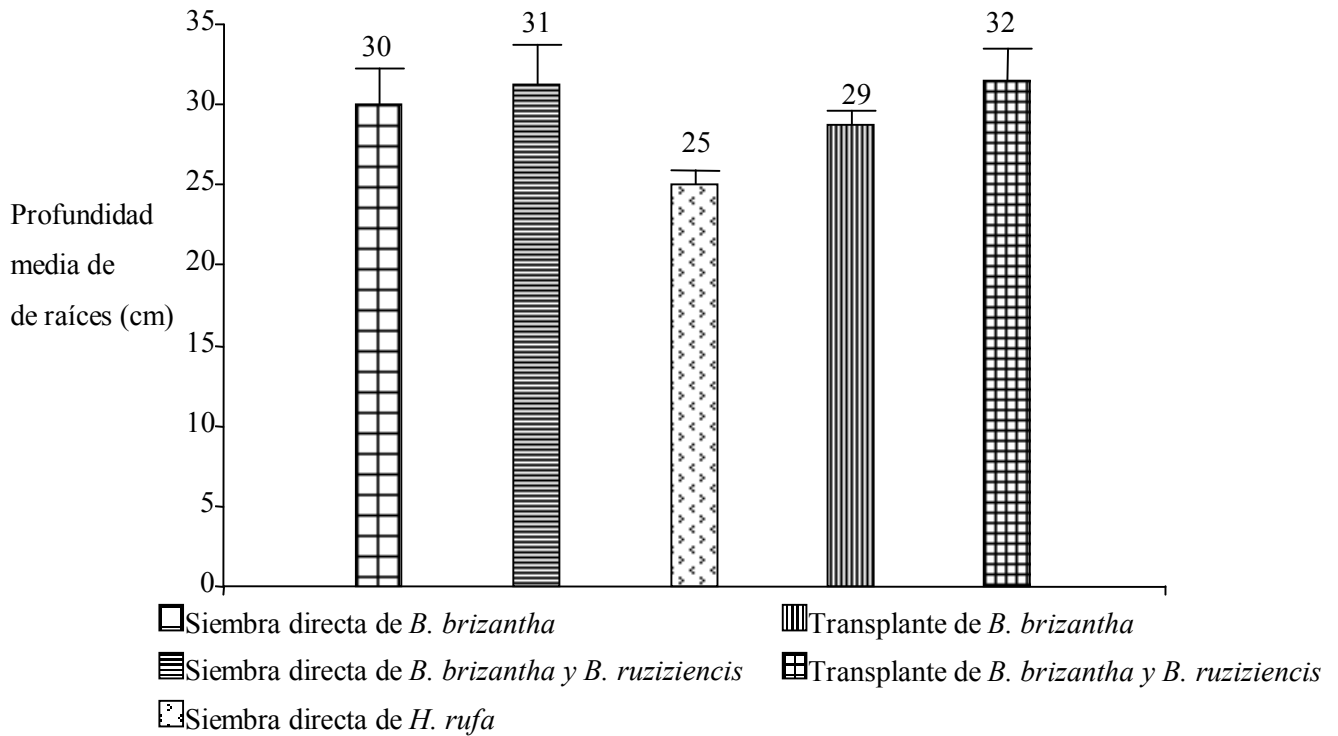 35
30
25
20
15
10
5
0
30
31
25
29
32
Profundidad
media de
de raíces (cm)
Siembra directa de B. brizantha
Transplante de B. brizantha
Siembra directa de B. brizantha y B. ruziziencis
Transplante de B. brizantha y B. ruziziencis
Siembra directa de H. rufa